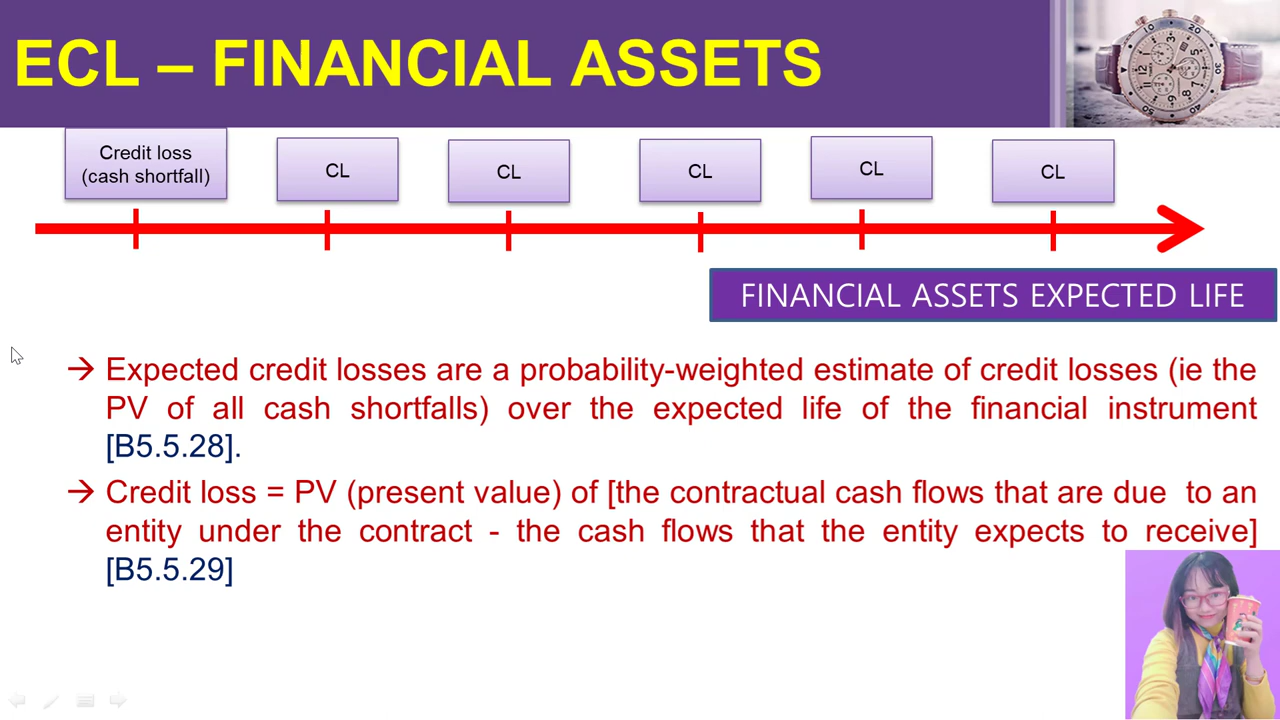 ECL – FINANCIAL ASSETS
Credit loss
(cash shortfall)
CL
CL
CL
CL
CL
FINANCIAL ASSETS EXPECTED LIFE
→ Expected credit losses are a probability-weighted estimate of credit losses (ie the
PV of all cash shortfalls) over the expected life of the financial instrument
[B5.5.28].
→ Credit loss = PV (present value) of [the contractual cash flows that are due to an
entity under the contract - the cash flows that the entity expects to receive]
[B5.5.29]